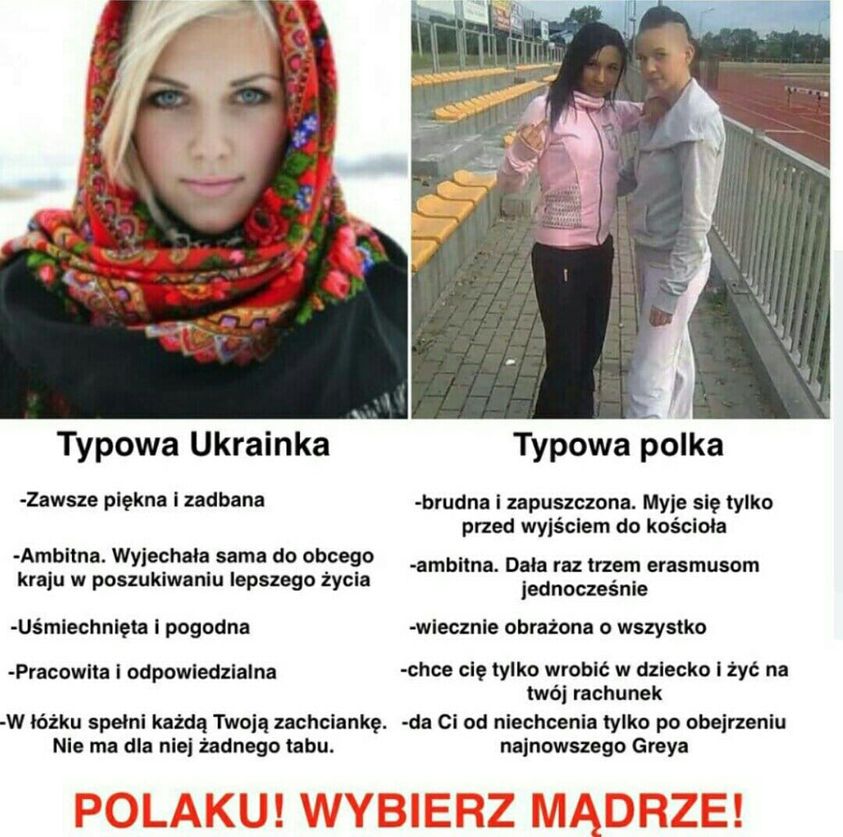 Typowa Ukrainka
-Zawsze piękna i zadbana
-Ambitna. Wyjechała sama do obcego
kraju w poszukiwaniu lepszego życia
-Uśmiechnięta i pogodna
-Pracowita i odpowiedzialna
-W łóżku spełni każdą Twoją zachciankę.
Nie ma dla niej żadnego tabu.
Typowa polka
-brudna i zapuszczona. Myje się tylko
przed wyjściem do kościoła
-ambitna. Dała raz trzem erasmusom
jednocześnie
-wiecznie obrażona o wszystko
-chce cię tylko wrobić w dziecko i żyć na
twój rachunek
-da Ci od niechcenia tylko po obejrzeniu
najnowszego Greya
POLAKU! WYBIERZ MĄDRZE!